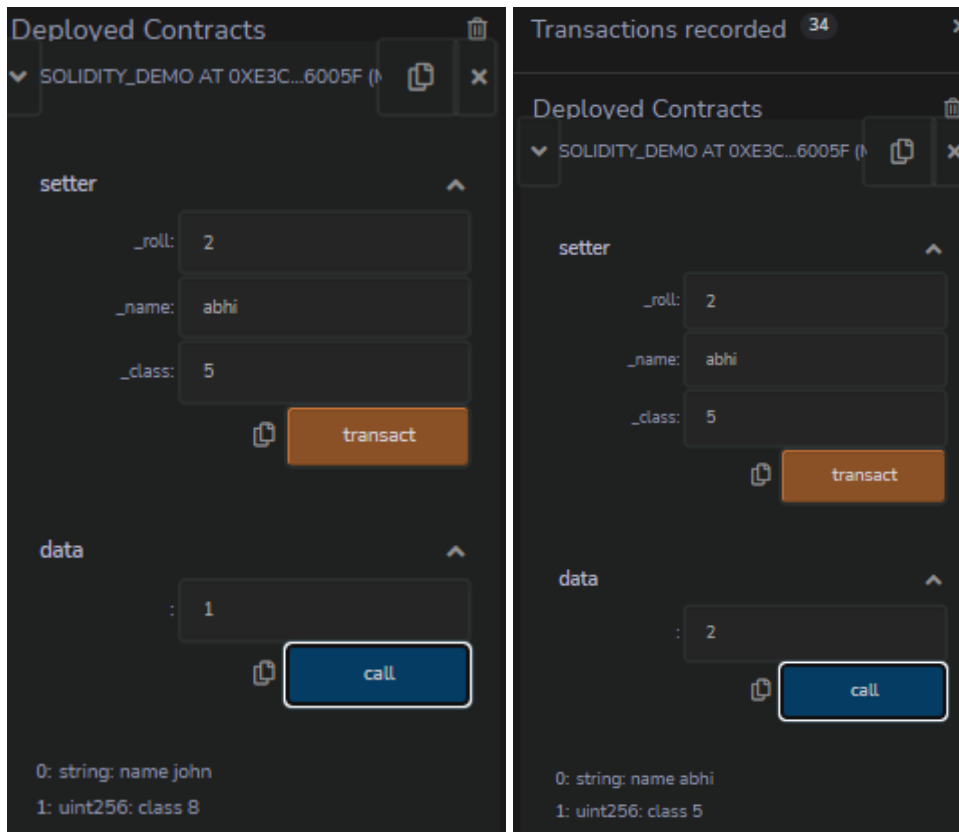 Deployed Contracts
SOLIDITY_DEMO AT 0XE3C...6005F (
setter
_roll: 2
_name: abhi
_class: 5
transact
data
: 1
call
0: string: name john
1: uint256: class 8
Transactions recorded 34
Deployed Contracts
SOLIDITY_DEMO AT 0XE3C...6005F (
setter
_roll: 2
_name: abhi
_class: 5
transact
data
: 2
call
0: string: name abhi
1: uint256: class 5